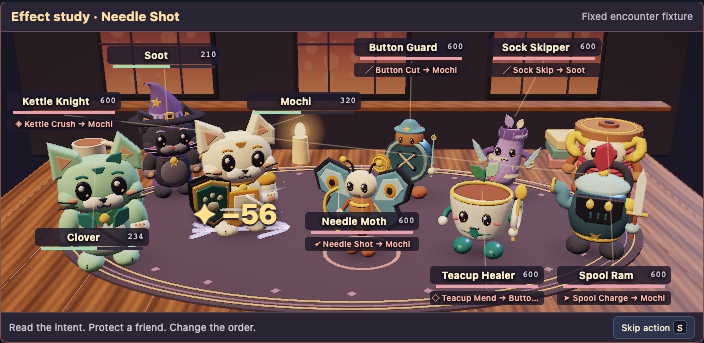 Effect study · Needle Shot
Fixed encounter fixture
Soot 210
Button Guard 600
Button Cut → Mochi
Sock Skipper 600
Sock Skip → Soot
Kettle Knight 600
Kettle Crush → Mochi
Mochi 320
-56
Needle Moth 600
Needle Shot → Mochi
Clover 234
Teacup Healer 600
Teacup Mend → Butto...
Spool Ram 600
Spool Charge → Mochi
Read the intent. Protect a friend. Change the order.
Skip action S